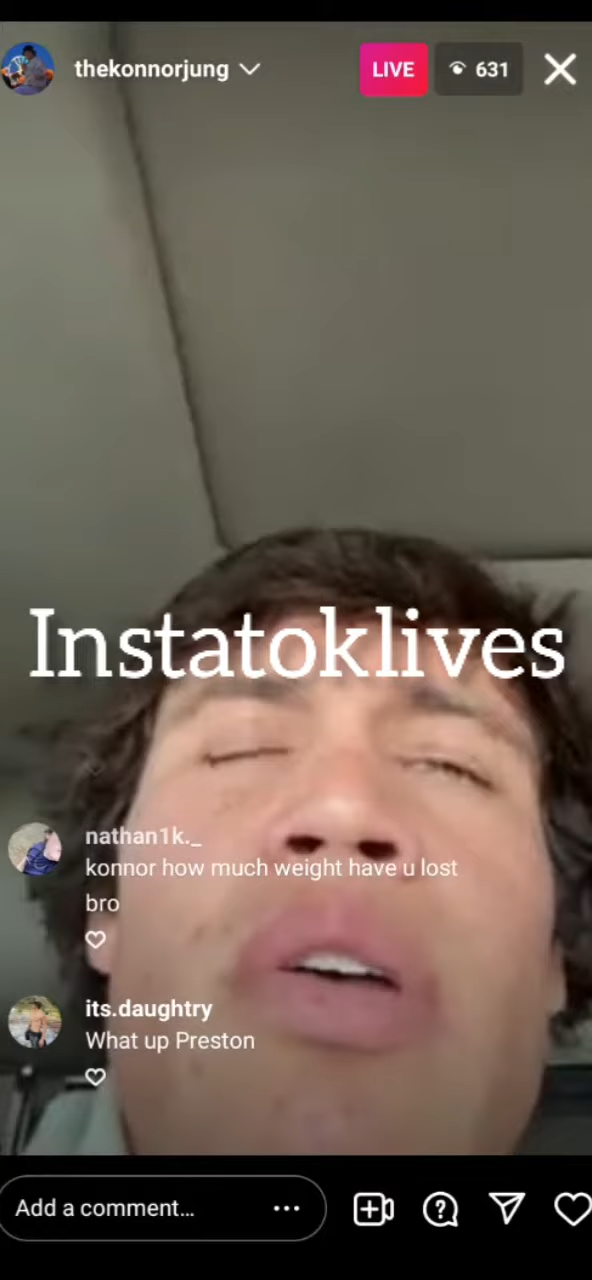 thekonnorjung
LIVE
631
Instatoklives
nathan1k._
konnor how much weight have u lost
bro
its.daughtry
What up Preston
Add a comment...